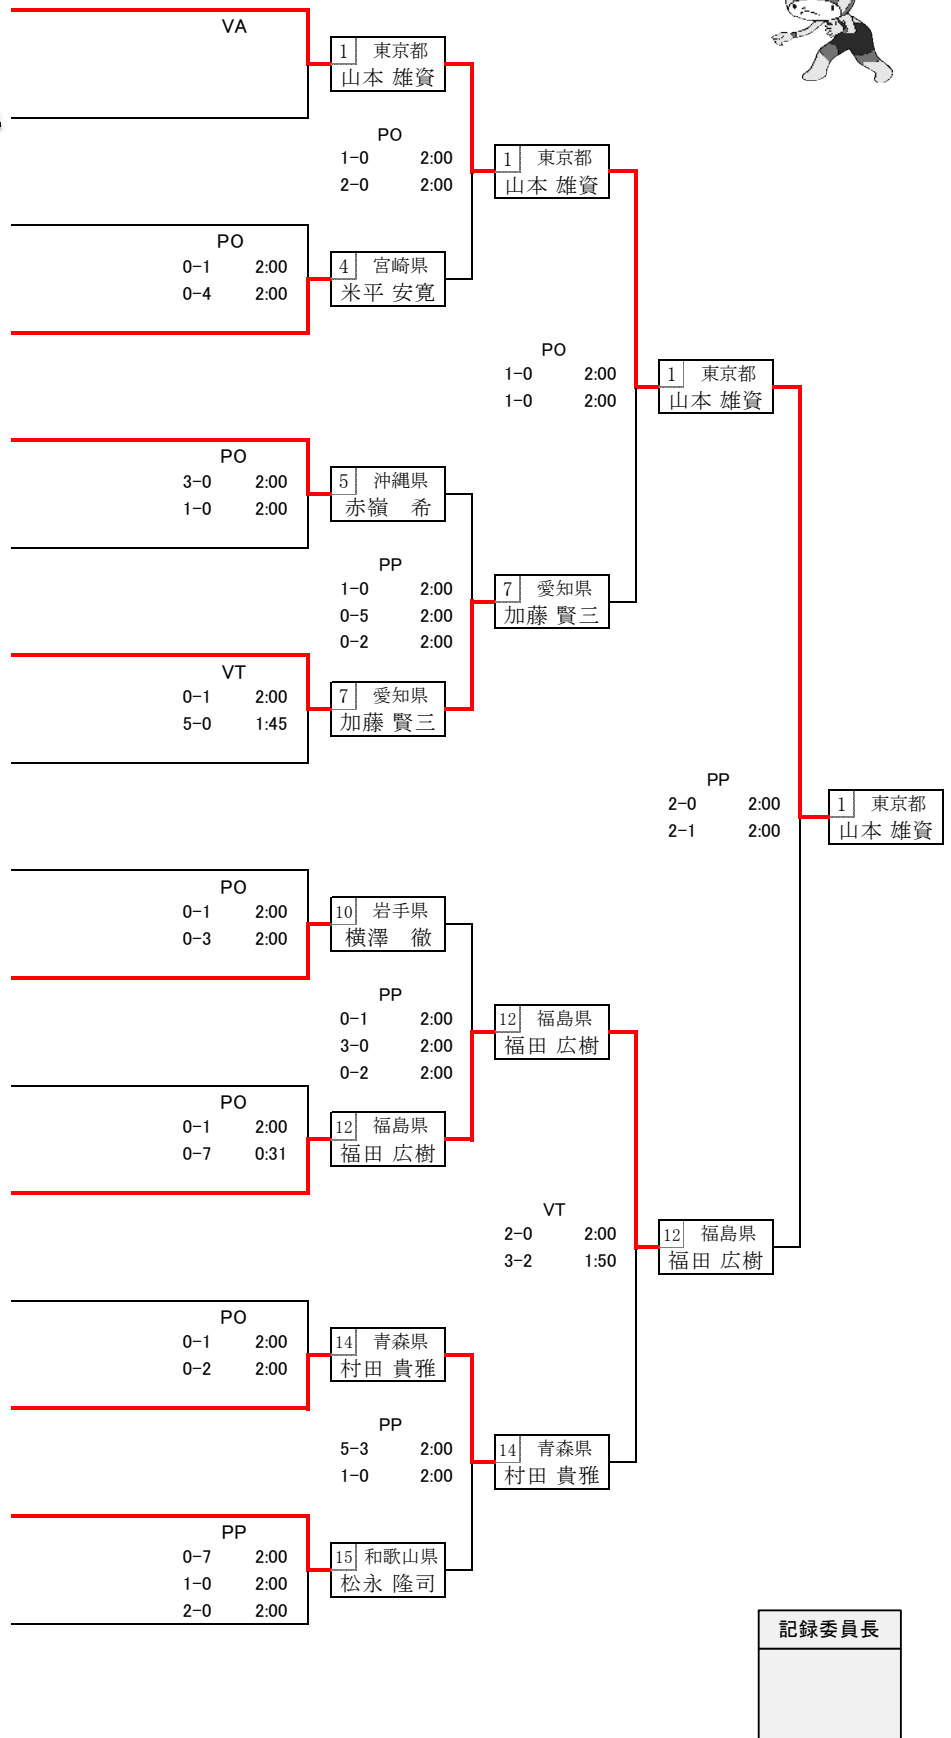 VA
1 東京都
山本 雄資
PO
1-0 2:00
2-0 2:00
1 東京都
山本 雄資
PO
0-1 2:00
0-4 2:00
4 宮崎県
米平 安寛
PO
1-0 2:00
1-0 2:00
1 東京都
山本 雄資
PO
3-0 2:00
1-0 2:00
5 沖縄県
赤嶺 希
PP
1-0 2:00
0-5 2:00
0-2 2:00
7 愛知県
加藤 賢三
VT
0-1 2:00
5-0 1:45
7 愛知県
加藤 賢三
PP
2-0 2:00
2-1 2:00
1 東京都
山本 雄資
PO
0-1 2:00
0-3 2:00
10 岩手県
横澤 徹
PP
0-1 2:00
3-0 2:00
0-2 2:00
12 福島県
福田 広樹
PO
0-1 2:00
0-7 0:31
12 福島県
福田 広樹
VT
2-0 2:00
3-2 1:50
12 福島県
福田 広樹
PO
0-1 2:00
0-2 2:00
14 青森県
村田 貴雅
PP
5-3 2:00
1-0 2:00
14 青森県
村田 貴雅
PP
0-7 2:00
1-0 2:00
2-0 2:00
15 和歌山県
松永 隆司
記録委員長